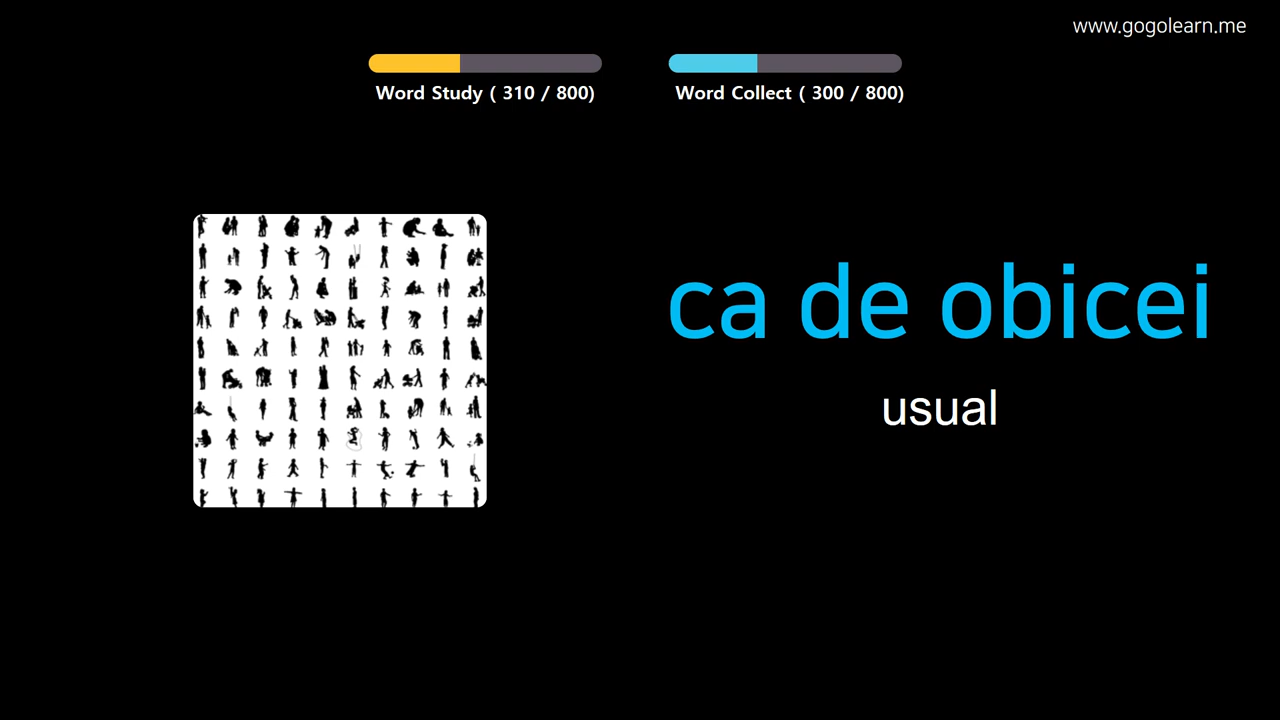 www.gogolearn.me
Word Study ( 310 / 800)
Word Collect ( 300 / 800)
ca de obicei
usual